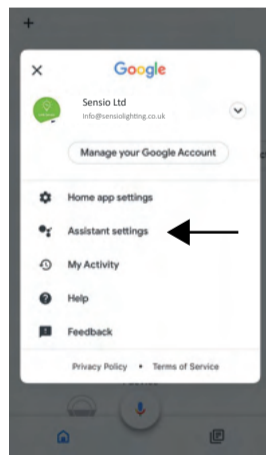 Google
Sensio Ltd
Info@sensiolighting.co.uk
Manage your Google Account
Home app settings
Assistant settings
My Activity
Help
Feedback
Privacy Policy • Terms of Service